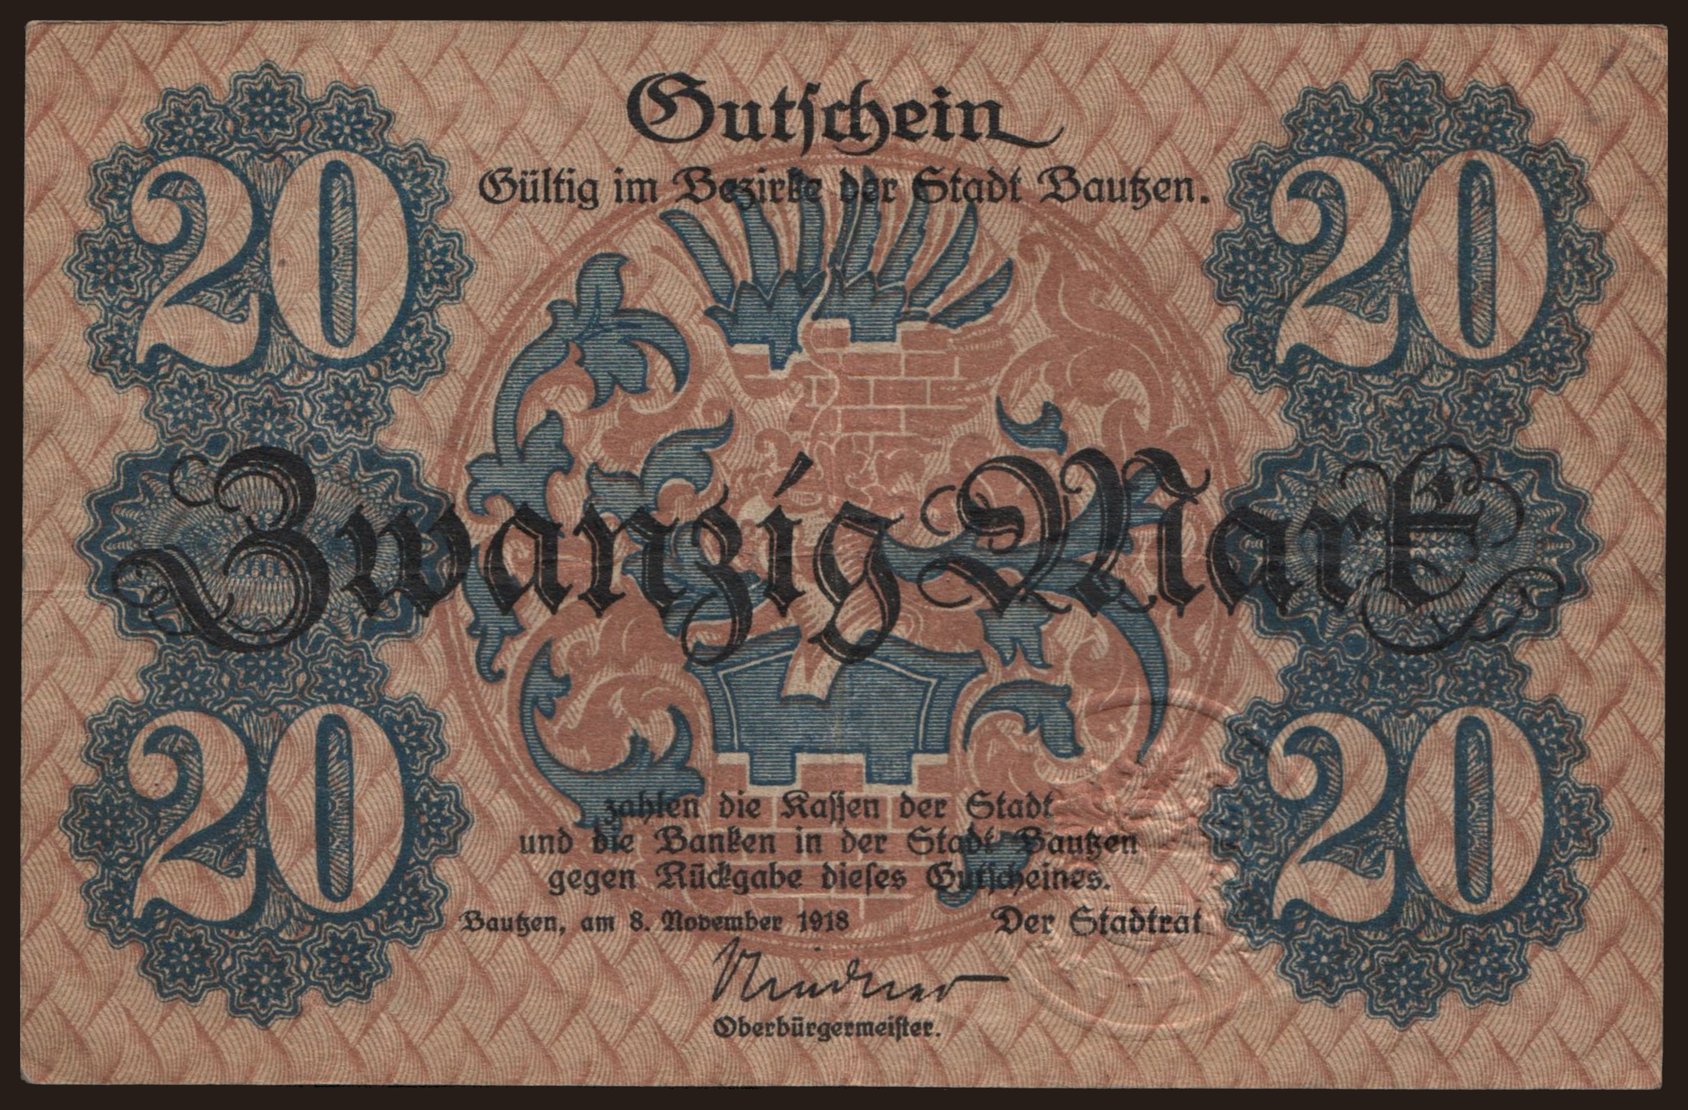 Gutschein
Gültig im Bezirke der Stadt Bautzen.
20 20
Zwanzig Mark
20 20
zahlen die Kassen der Stadt
und die Banken in der Stadt Bautzen
gegen Rückgabe dieses Gutscheines.
Bautzen, am 8. November 1918 Der Stadtrat
Oberbürgermeister.